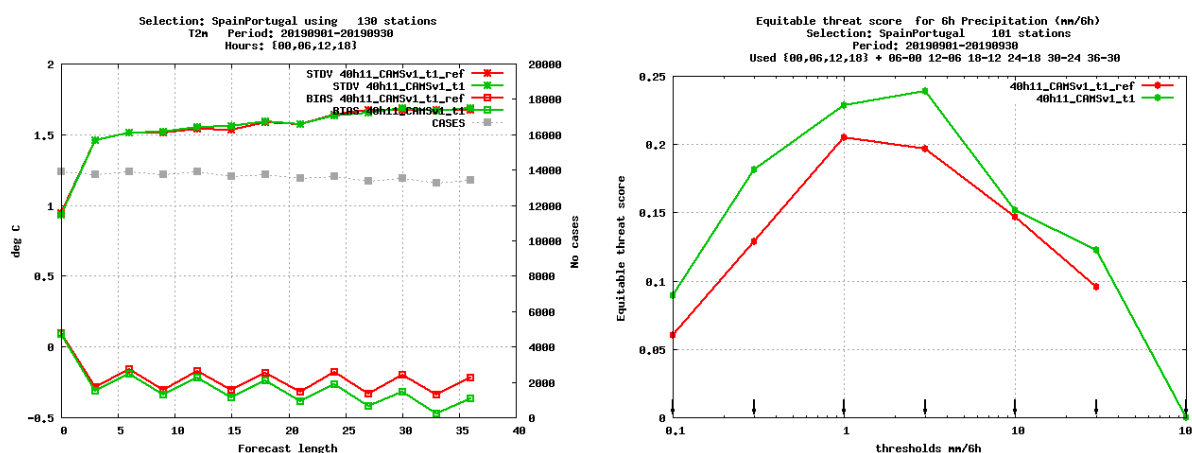 Selection: SpainPortugal using   130 stations
T2m   Period: 20190901-20190930
Hours: {00,06,12,18}
STDV 40h11_CAMSv1_t1_ref
STDV 40h11_CAMSv1_t1
BIAS 40h11_CAMSv1_t1_ref
BIAS 40h11_CAMSv1_t1
CASES
2
1.5
1
0.5
0
-0.5
deg C
20000
18000
16000
14000
12000
10000
8000
6000
4000
2000
0
No cases
0 5 10 15 20 25 30 35 40
Forecast length
Equitable threat score  for 6h Precipitation (mm/6h)
Selection: SpainPortugal    101 stations
Period: 20190901-20190930
Used {00,06,12,18} + 06-00 12-06 18-12 24-18 30-24 36-30
40h11_CAMSv1_t1_ref
40h11_CAMSv1_t1
0.25
0.2
0.15
0.1
0.05
0
Equitable threat score
0.1 1 10 10
thresholds mm/6h